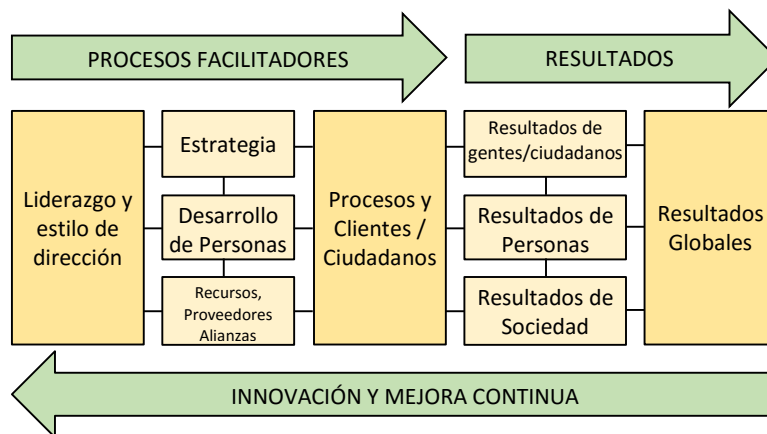 PROCESOS FACILITADORES
RESULTADOS
Liderazgo y
estilo de
dirección
Estrategia
Desarrollo
de Personas
Recursos,
Proveedores
Alianzas
Procesos y
Clientes /
Ciudadanos
Resultados de
gentes/ciudadanos
Resultados de
Personas
Resultados de
Sociedad
Resultados
Globales
INNOVACIÓN Y MEJORA CONTINUA